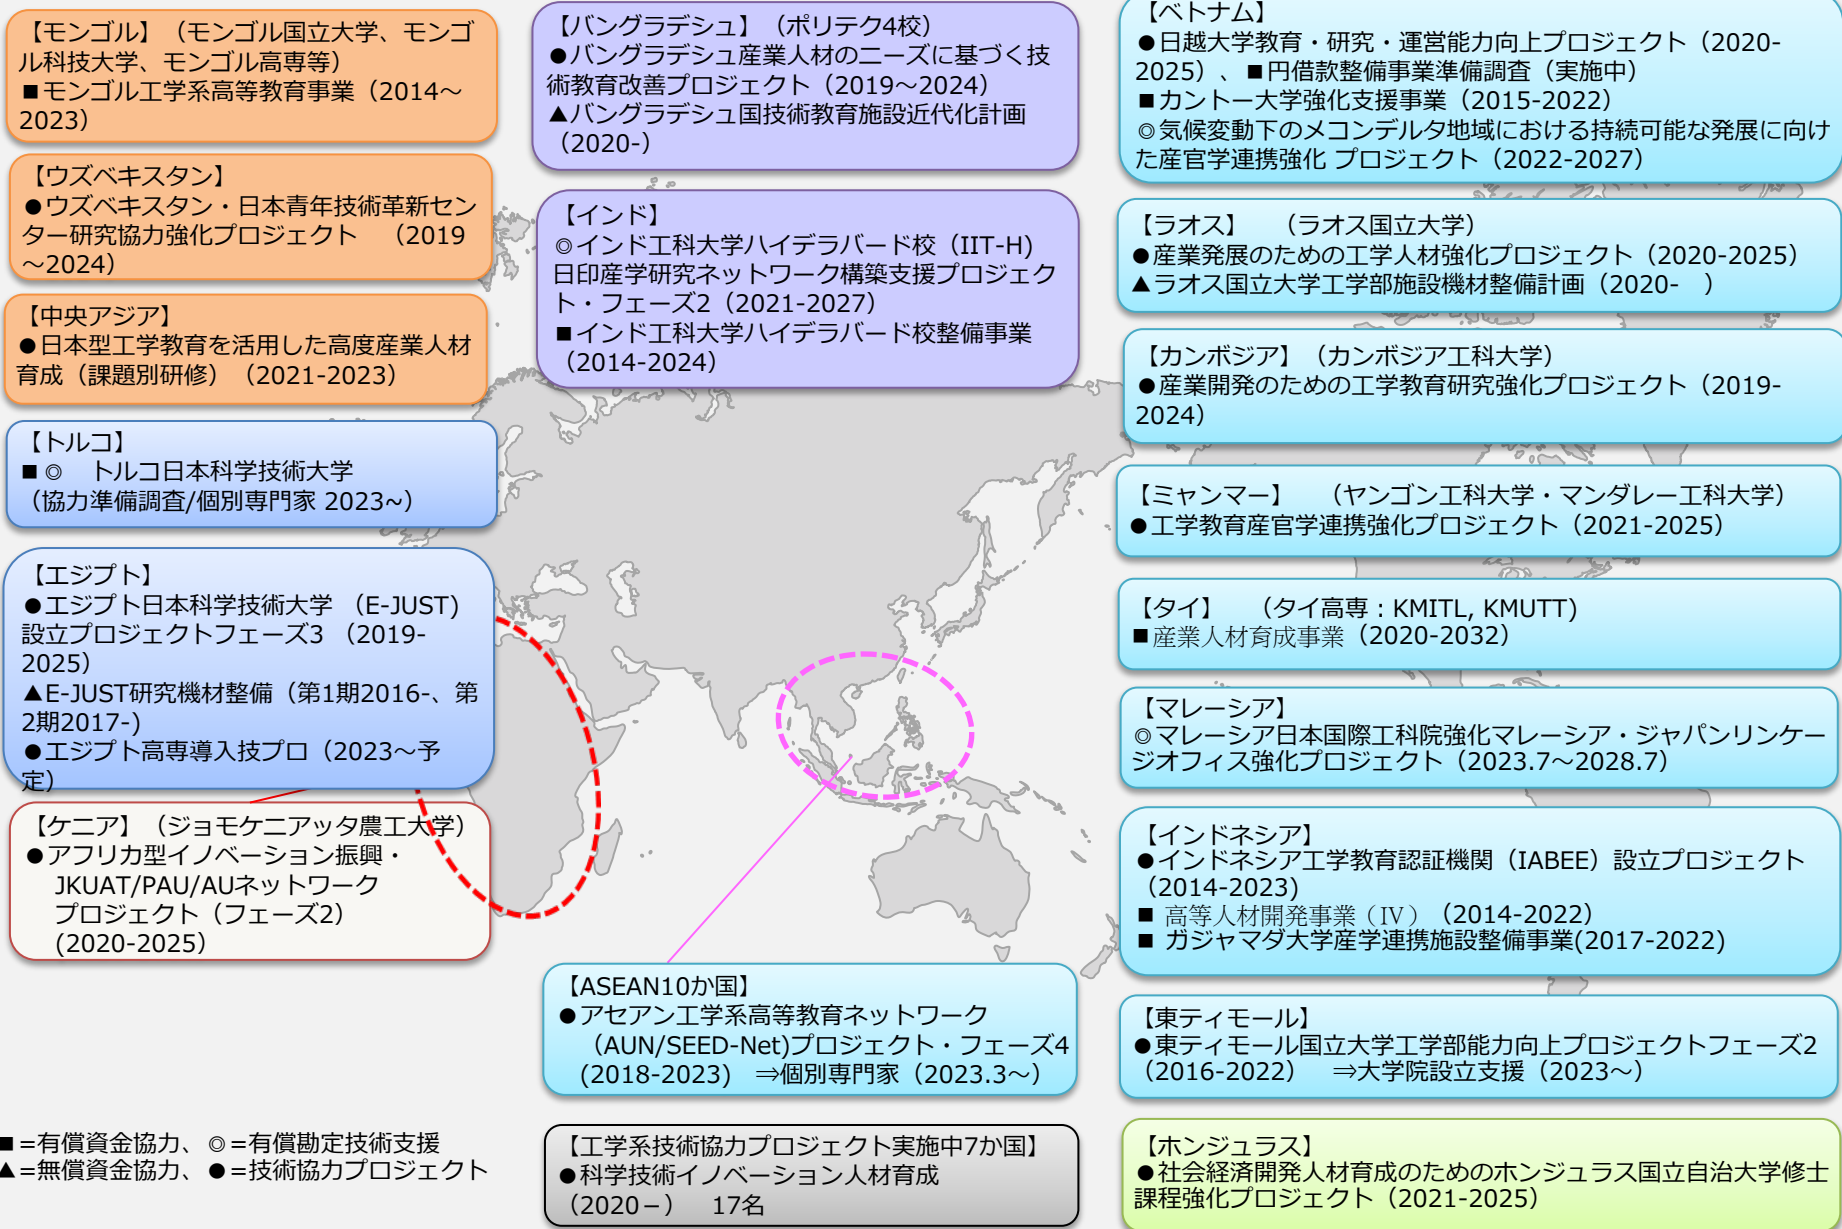 【モンゴル】（モンゴル国立大学、モンゴ
ル科技大学、モンゴル高専等）
■モンゴル工学系高等教育事業（2014～
2023）
【ウズベキスタン】
●ウズベキスタン・日本青年技術革新セン
ター研究協力強化プロジェクト　（2019
～2024）
【中央アジア】
●日本型工学教育を活用した高度産業人材
育成（課題別研修）（2021-2023）
【トルコ】
■◎　トルコ日本科学技術大学
（協力準備調査/個別専門家 2023~）
【エジプト】
●エジプト日本科学技術大学 （E-JUST)
設立プロジェクトフェーズ3 （2019-
2025）
▲E-JUST研究機材整備（第1期2016-、第
2期2017-)
●エジプト高専導入技プロ（2023～予
定）
【ケニア】（ジョモケニアッタ農工大学）
●アフリカ型イノベーション振興・
JKUAT/PAU/AUネットワーク
プロジェクト（フェーズ2）
(2020-2025）
■=有償資金協力、◎=有償勘定技術支援
▲=無償資金協力、●=技術協力プロジェクト
【バングラデシュ】（ポリテク4校）
●バングラデシュ産業人材のニーズに基づく技
術教育改善プロジェクト（2019～2024）
▲バングラデシュ国技術教育施設近代化計画
（2020-）
【インド】
◎インド工科大学ハイデラバード校（IIT-H)
日印産学研究ネットワーク構築支援プロジェク
ト・フェーズ2（2021-2027）
■インド工科大学ハイデラバード校整備事業
（2014-2024）
【ASEAN10か国】
●アセアン工学系高等教育ネットワーク
（AUN/SEED-Net)プロジェクト・フェーズ4
(2018-2023)　⇒個別専門家（2023.3～）
【工学系技術協力プロジェクト実施中7か国】
●科学技術イノベーション人材育成
（2020－）　17名
【ベトナム】
●日越大学教育・研究・運営能力向上プロジェクト（2020-
2025）、■円借款整備事業準備調査（実施中）
■カントー大学強化支援事業（2015-2022）
◎気候変動下のメコンデルタ地域における持続可能な発展に向け
た産官学連携強化 プロジェクト（2022-2027）
【ラオス】　（ラオス国立大学）
●産業発展のための工学人材強化プロジェクト（2020-2025）
▲ラオス国立大学工学部施設機材整備計画（2020-　）
【カンボジア】（カンボジア工科大学）
●産業開発のための工学教育研究強化プロジェクト（2019-
2024）
【ミャンマー】　（ヤンゴン工科大学・マンダレー工科大学）
●工学教育産官学連携強化プロジェクト（2021-2025）
【タイ】　（タイ高専：KMITL, KMUTT)
■産業人材育成事業（2020-2032）
【マレーシア】
◎マレーシア日本国際工科院強化マレーシア・ジャパンリンケー
ジオフィス強化プロジェクト（2023.7～2028.7）
【インドネシア】
●インドネシア工学教育認証機関（IABEE）設立プロジェクト
（2014-2023)
■ 高等人材開発事業（Ⅳ）（2014-2022）
■ ガジャマダ大学産学連携施設整備事業(2017-2022)
【東ティモール】
●東ティモール国立大学工学部能力向上プロジェクトフェーズ2
（2016-2022）　⇒大学院設立支援（2023～）
【ホンジュラス】
●社会経済開発人材育成のためのホンジュラス国立自治大学修士
課程強化プロジェクト（2021-2025）